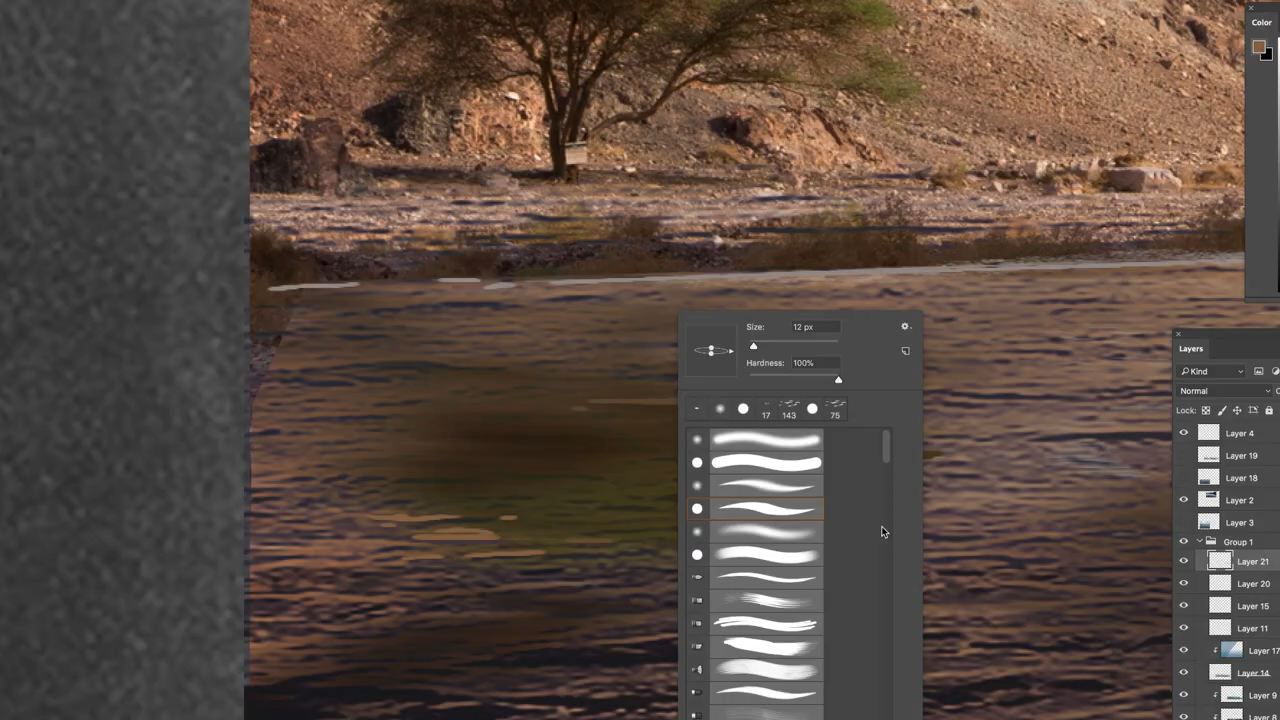 Color
Size:
12 px
Hardness:
100%
17
143
75
Layers
Kind
Normal
Lock:
Layer 4
Layer 19
Layer 18
Layer 2
Layer 3
Group 1
Layer 21
Layer 20
Layer 15
Layer 11
Layer 17
Layer 14
Layer 9